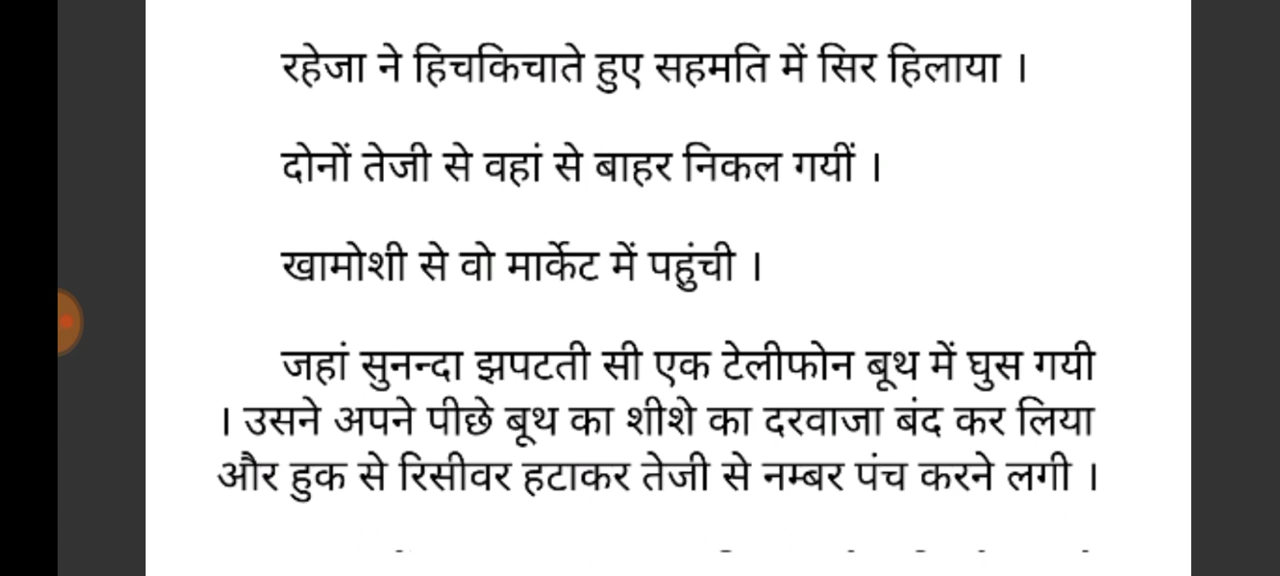 रहेजा ने हिचकिचाते हुए सहमति में सिर हिलाया ।
दोनों तेजी से वहां से बाहर निकल गयीं ।
खामोशी से वो मार्केट में पहुंची ।
जहां सुनन्दा झपटती सी एक टेलीफोन बूथ में घुस गयी
। उसने अपने पीछे बूथ का शीशे का दरवाजा बंद कर लिया
और हुक से रिसीवर हटाकर तेजी से नम्बर पंच करने लगी ।